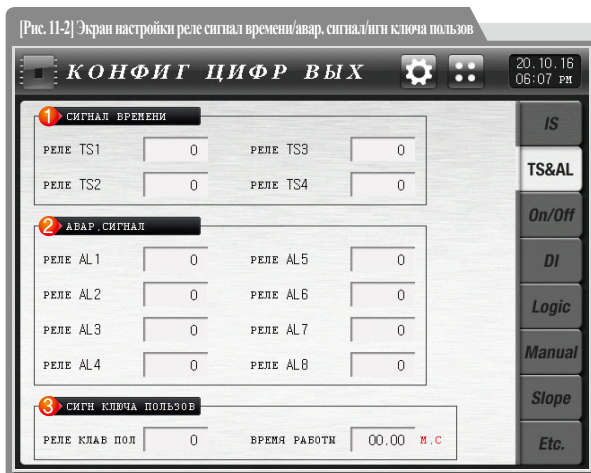 [Рис. 11-2] Экран настройки реле сигнал времени/авар. сигнал/игн ключа пользов
КОНФИГ ЦИФР ВЫХ
20.10.16
06:07 PM
1 СИГНАЛ ВРЕМЕНИ
РЕЛЕ TS1 0 РЕЛЕ TS3 0
РЕЛЕ TS2 0 РЕЛЕ TS4 0
2 АВАР.СИГНАЛ
РЕЛЕ AL1 0 РЕЛЕ AL5 0
РЕЛЕ AL2 0 РЕЛЕ AL6 0
РЕЛЕ AL3 0 РЕЛЕ AL7 0
РЕЛЕ AL4 0 РЕЛЕ AL8 0
3 СИГН КЛЮЧА ПОЛЬЗОВ
РЕЛЕ КЛАВ ПОЛ 0 ВРЕМЯ РАБОТЫ 00.00 М.С
IS
TS&AL
On/Off
DI
Logic
Manual
Slope
Etc.